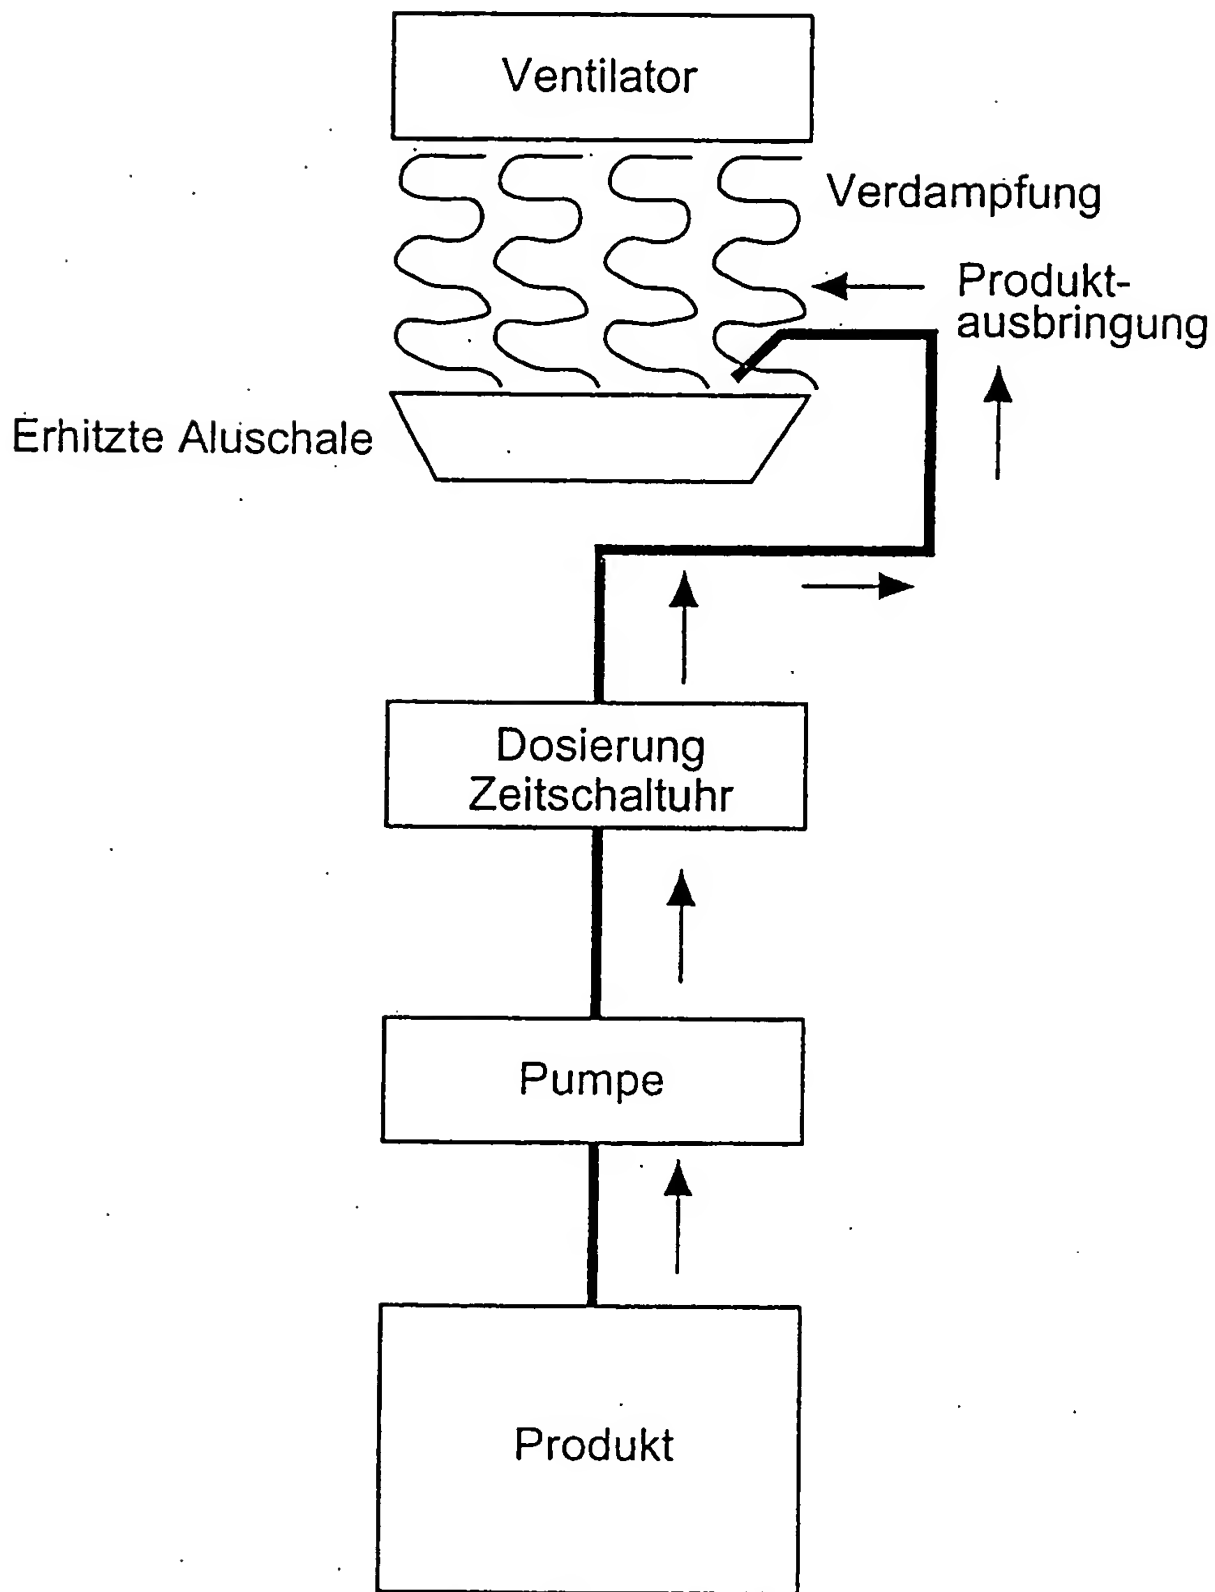 Ventilator
Verdampfung
Produkt-
ausbringung
Erhitzte Aluschale
Dosierung
Zeitschaltuhr
Pumpe
Produkt